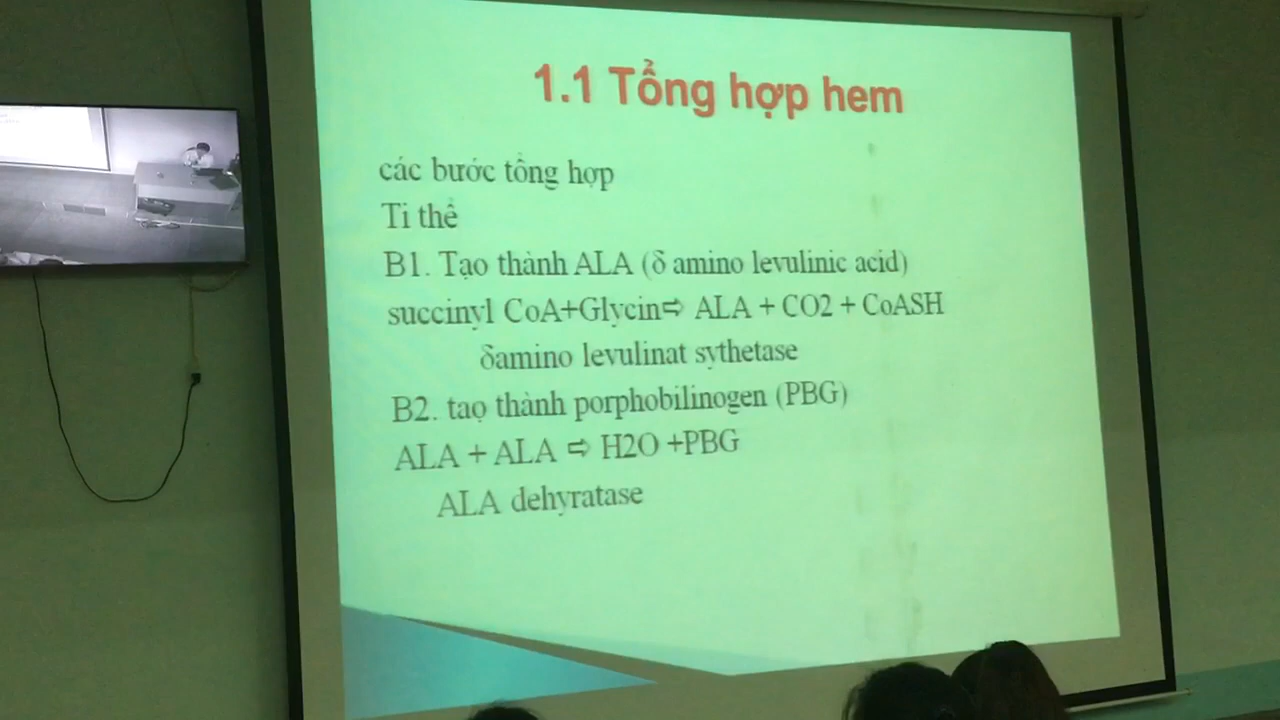 1.1 Tổng hợp hem
các bước tổng hợp
Ti thể
B1. Tạo thành ALA (δ amino levulinic acid)
succinyl CoA+Glycin⇨ ALA + CO2 + CoASH
δamino levulinat sythetase
B2. tạo thành porphobilinogen (PBG)
ALA + ALA ⇨ H2O +PBG
ALA dehyratase